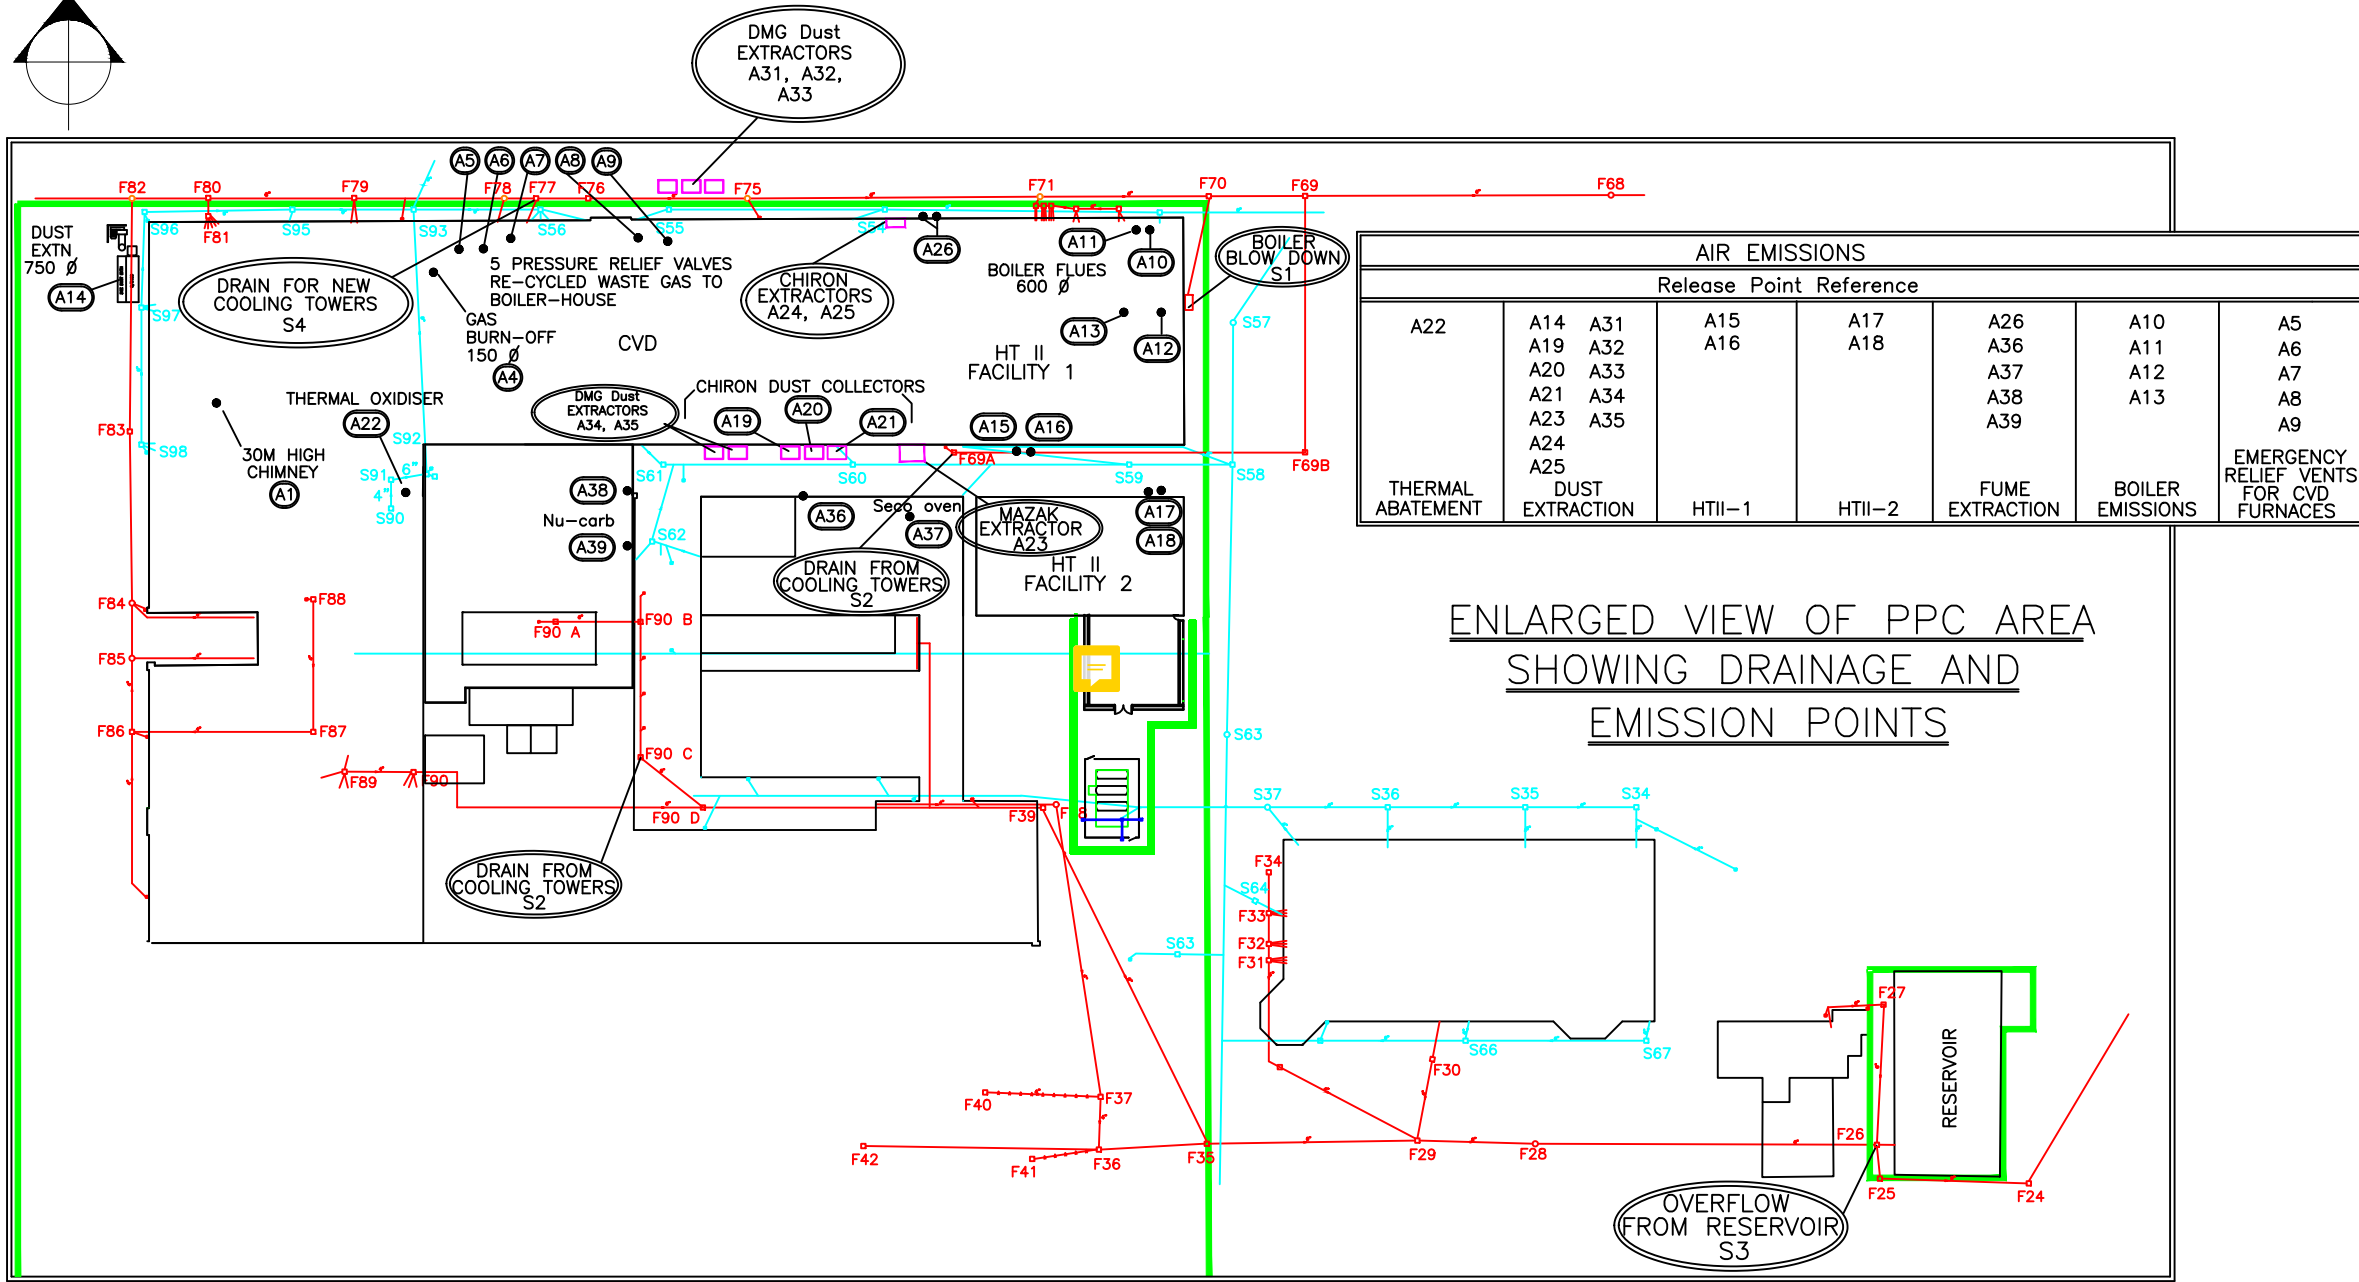 DMG Dust
EXTRACTORS
A31, A32,
A33
A5
A6
A7
A8
A9
F82
F80
F79
F78
F77
F76
F75
F71
F70
F69
F68
S96
F81
S95
S93
S56
S55
S54
DUST
EXTN
750 Ø
A14
A26
A11
A10
BOILER
BLOW DOWN
S1
DRAIN FOR NEW
COOLING TOWERS
S4
5 PRESSURE RELIEF VALVES
RE-CYCLED WASTE GAS TO
BOILER-HOUSE
CHIRON
EXTRACTORS
A24, A25
BOILER FLUES
600 Ø
S97
GAS
BURN-OFF
150 Ø
A4
CVD
A13
A12
S57
HT II
FACILITY 1
AIR EMISSIONS
Release Point Reference
A22
A14 A31
A19 A32
A20 A33
A21 A34
A23 A35
A24
A25
A15
A16
A17
A18
A26
A36
A37
A38
A39
A10
A11
A12
A13
A5
A6
A7
A8
A9
THERMAL
ABATEMENT
DUST
EXTRACTION
HTII-1
HTII-2
FUME
EXTRACTION
BOILER
EMISSIONS
EMERGENCY
RELIEF VENTS
FOR CVD
FURNACES
THERMAL OXIDISER
A22
DMG Dust
EXTRACTORS
A34, A35
CHIRON DUST COLLECTORS
A19
A20
A21
A15
A16
F83
S98
S92
30M HIGH
CHIMNEY
A1
S91
6"
4"
S90
S61
S60
F69A
S59
S58
F69B
A38
Nu-carb
A39
S62
A36
Seco oven
A37
MAZAK
EXTRACTOR
A23
A17
A18
DRAIN FROM
COOLING TOWERS
S2
HT II
FACILITY 2
F84
F88
F90 A
F90 B
F85
F86
F87
F89
F90
F90 C
F90 D
F39
S63
ENLARGED VIEW OF PPC AREA
SHOWING DRAINAGE AND
EMISSION POINTS
S37
S36
S35
S34
DRAIN FROM
COOLING TOWERS
S2
F34
S64
F33
F32
F31
S63
S66
S67
F30
F27
RESERVOIR
F40
F37
F42
F41
F36
F35
F29
F28
F26
F25
F24
OVERFLOW
FROM RESERVOIR
S3